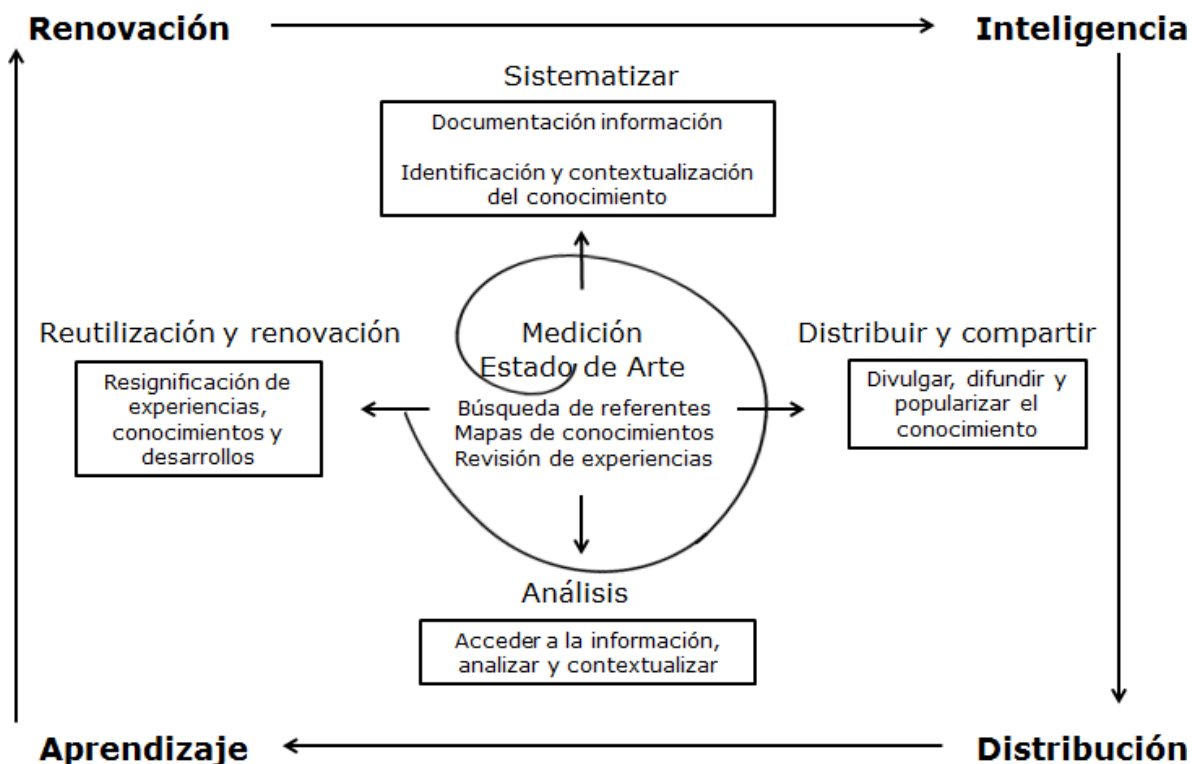 Renovación
Inteligencia
Sistematizar
Documentación información
Identificación y contextualización
del conocimiento
Reutilización y renovación
Resignificación de
experiencias,
conocimientos y
desarrollos
Medición
Estado de Arte
Búsqueda de referentes
Mapas de conocimientos
Revisión de experiencias
Distribuir y compartir
Divulgar, difundir y
popularizar el
conocimiento
Análisis
Acceder a la información,
analizar y contextualizar
Aprendizaje
Distribución